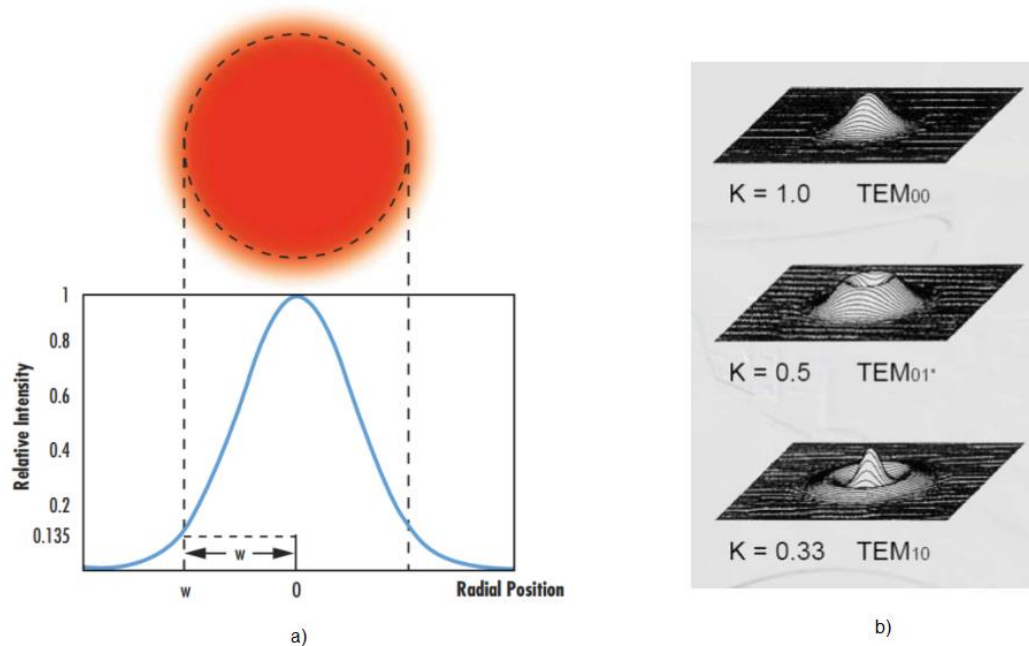 1
0.8
0.6
0.4
0.2
0.135
Relative Intensity
w
w
0
Radial Position
a)
K = 1.0 TEM00
K = 0.5 TEM01*
K = 0.33 TEM10
b)